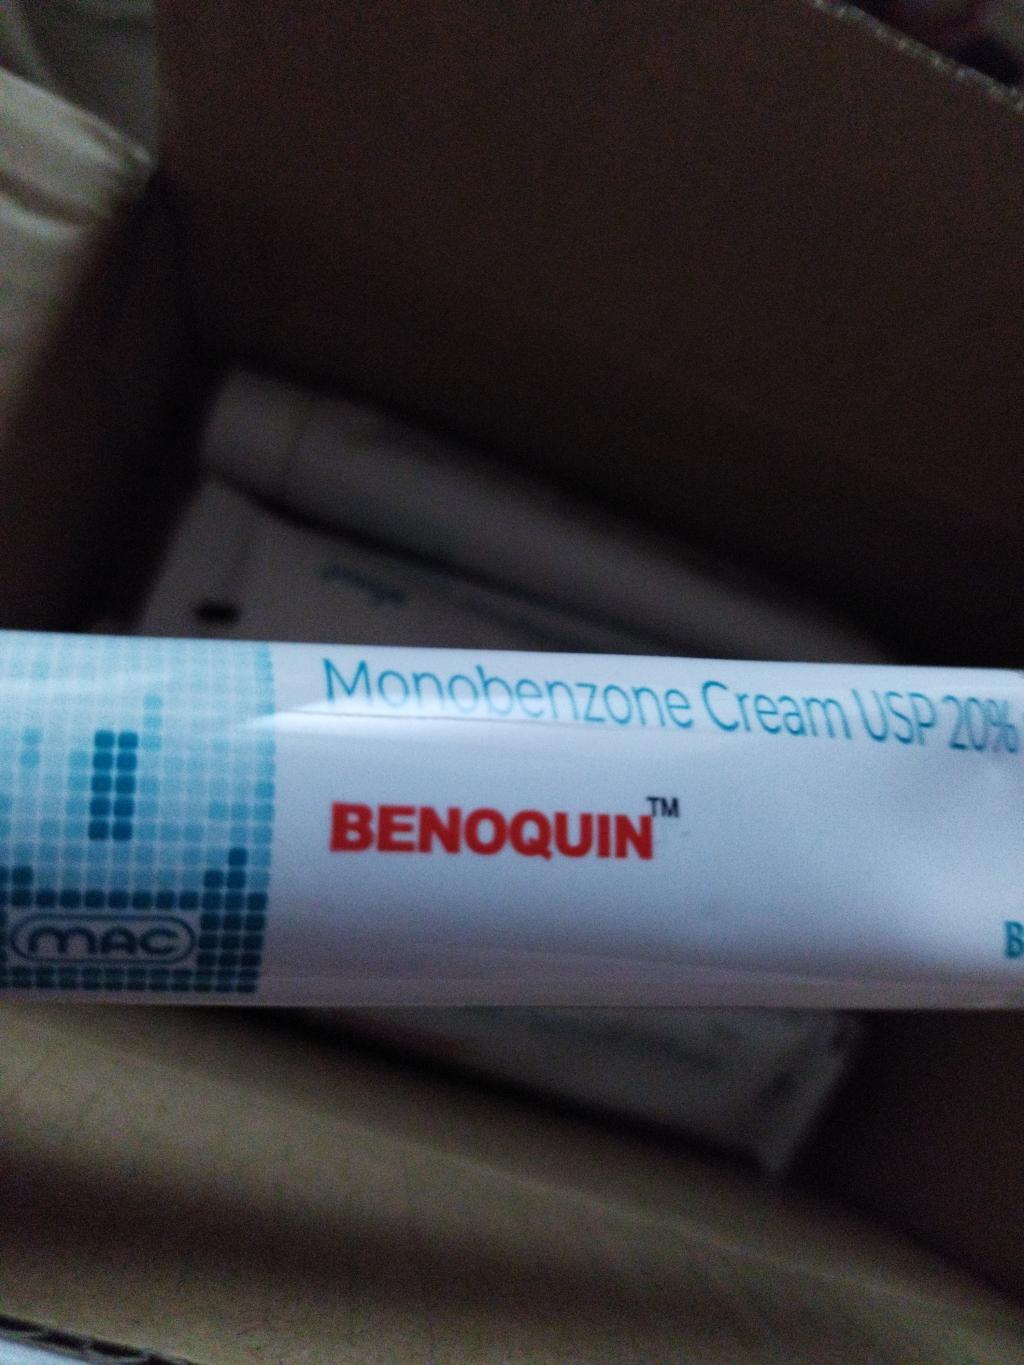 Monobenzone Cream USP 20%
BENOQUIN™
mac
B